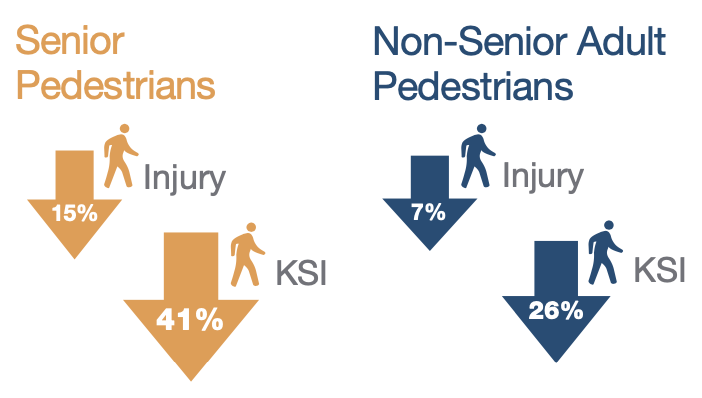 Senior
Pedestrians
Injury
15%
KSI
41%
Non-Senior Adult
Pedestrians
Injury
7%
KSI
26%